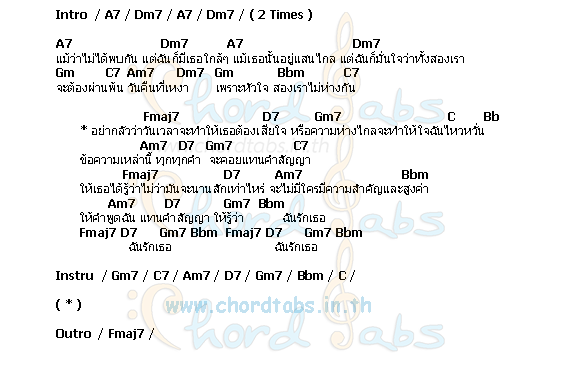 Intro / A7 / Dm7 / A7 / Dm7 / ( 2 Times )
A7 Dm7 A7 Dm7
แม้ว่าไม่ได้พบกัน แต่ฉันก็มีเธอใกล้ๆ แม้เธอนั้นอยู่แสนไกล แต่ฉันก็มั่นใจว่าทั้งสองเรา
Gm C7 Am7 Dm7 Gm7 Bbm C7
จะต้องผ่านพ้น วันคืนที่เหงา เพราะหัวใจ สองเราไม่ห่างกัน
Fmaj7 D7 Gm7 C Bb
* อย่ากลัวว่าวันเวลาจะทำให้เธอต้องเสียใจ หรือความห่างไกลจะทำให้ใจฉันไหวหวั่น
Am7 D7 Gm7 C7
ข้อความเหล่านี้ ทุกทุกคำ จะคอยแทนคำสัญญา
Fmaj7 D7 Am7 Bbm
ให้เธอได้รู้ว่าไม่ว่ามันจะนานสักเท่าไหร่ จะไม่มีใครมีความสำคัญและสูงค่า
Am7 D7 Gm7 Bbm
ให้คำพูดฉัน แทนคำสัญญา ให้รู้ว่า ฉันรักเธอ
Fmaj7 D7 Gm7 Bbm Fmaj7 D7 Gm7 Bbm
ฉันรักเธอ ฉันรักเธอ
Instru / Gm7 / C7 / Am7 / D7 / Gm7 / Bbm / C /
( * )
www.chordtabs.in.th
Outro / Fmaj7 /